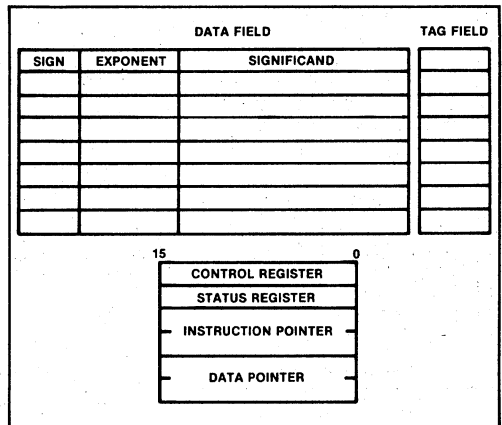 DATA FIELD TAG FIELD
SIGN EXPONENT SIGNIFICAND
15 0
CONTROL REGISTER
STATUS REGISTER
INSTRUCTION POINTER
DATA POINTER